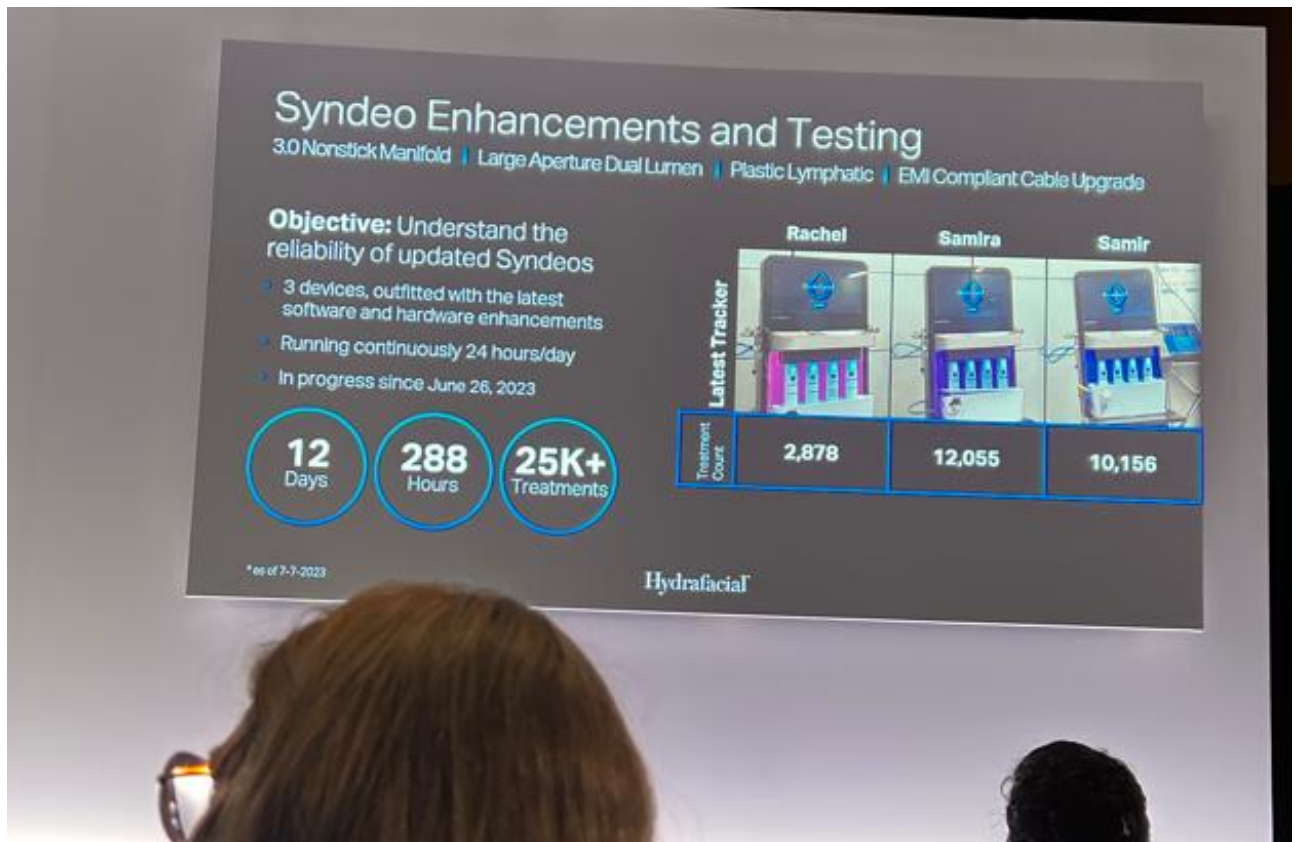 Syndeo Enhancements and Testing
3.0 Nonstick Manifold | Large Aperture Dual Lumen | Plastic Lymphatic | EMI Compliant Cable Upgrade
Objective: Understand the
reliability of updated Syndeos
3 devices, outfitted with the latest
software and hardware enhancements
Running continuously 24 hours/day
In progress since June 26, 2023
12
Days
288
Hours
25K+
Treatments
*as of 7-7-2023
Rachel Samira Samir
Latest Tracker
Treatment
Count
2,878 12,055 10,156
Hydrafacial